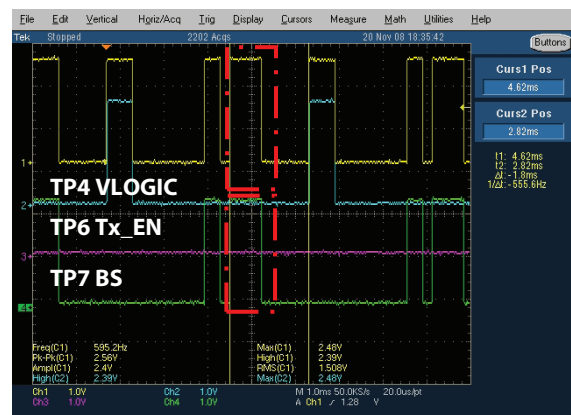 File Edit Vertical Horiz/Acq Trig Display Cursors Measure Math Utilities Help
Tek Stopped 2202 Acqs 20 Nov 08 18:35:42 Buttons
Curs1 Pos
4.62ms
Curs2 Pos
2.82ms
t1: 4.62ms
t2: 2.82ms
Δt: -1.8ms
1/Δt: -555.6Hz
1
TP4 VLOGIC
2
TP6 Tx_EN
3
TP7 BS
4
Freq(C1) 595.2Hz Max(C1) 2.48V
Pk-Pk(C1) 2.56V High(C1) 2.39V
Ampl(C1) 2.4V RMS(C1) 1.508V
High(C2) 2.39V Max(C2) 2.48V
Ch1 1.0V Ch2 1.0V M 1.0ms 50.0KS/s 20.0us/pt
Ch3 1.0V Ch4 1.0V A Ch1 1.28 V